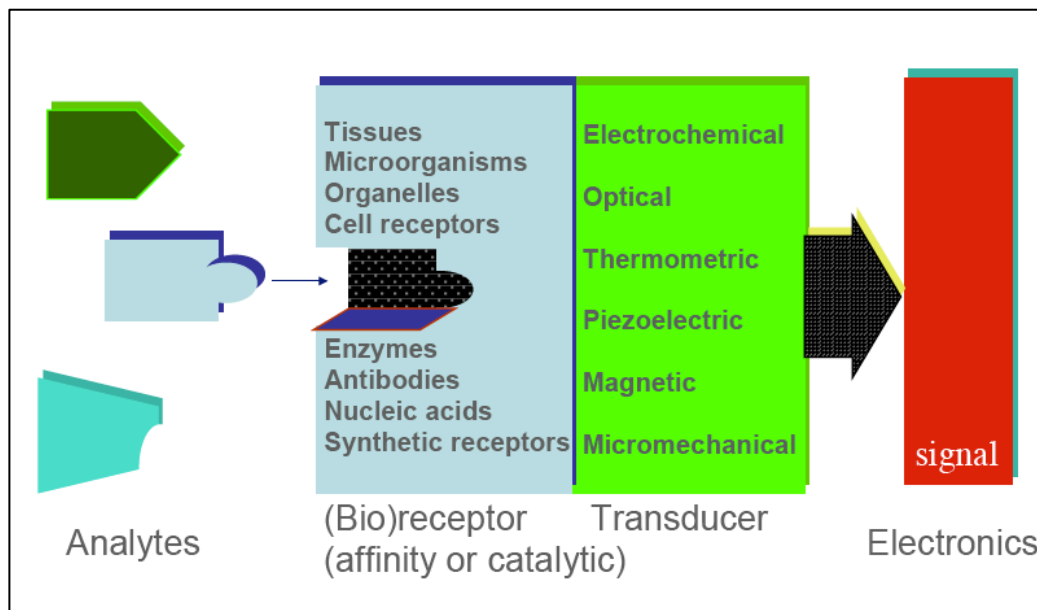 Tissues
Microorganisms
Organelles
Cell receptors
Enzymes
Antibodies
Nucleic acids
Synthetic receptors
Electrochemical
Optical
Thermometric
Piezoelectric
Magnetic
Micromechanical
signal
Analytes
(Bio)receptor
(affinity or catalytic)
Transducer
Electronics